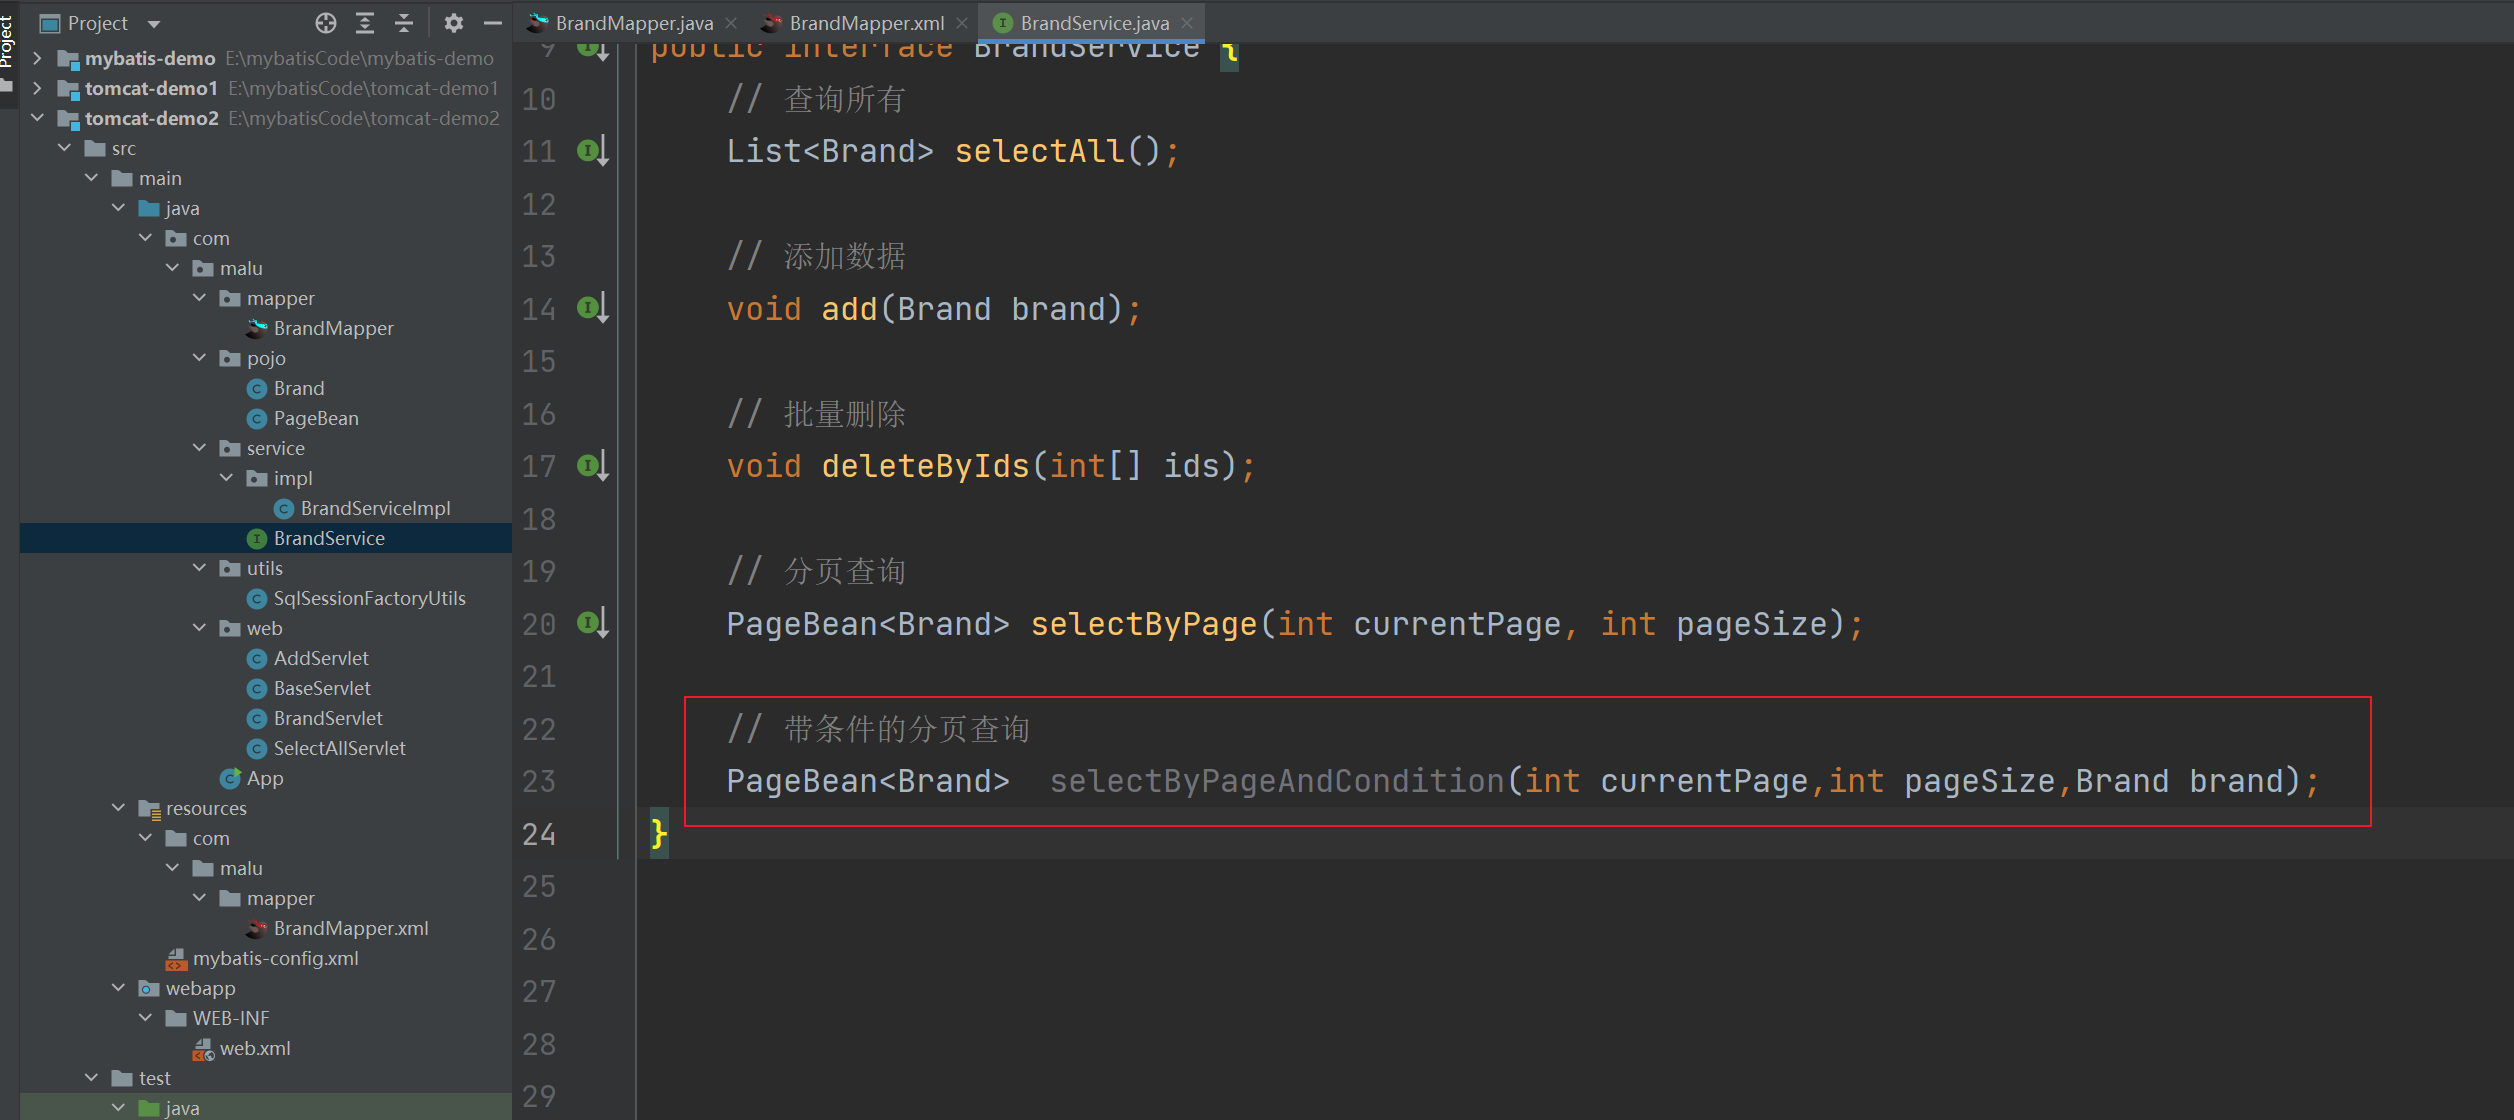 Project
Project
mybatis-demo E:\mybatisCode\mybatis-demo
tomcat-demo1 E:\mybatisCode\tomcat-demo1
tomcat-demo2 E:\mybatisCode\tomcat-demo2
src
main
java
com
malu
mapper
BrandMapper
pojo
Brand
PageBean
service
impl
BrandServiceImpl
BrandService
utils
SqlSessionFactoryUtils
web
AddServlet
BaseServlet
BrandServlet
SelectAllServlet
App
resources
com
malu
mapper
BrandMapper.xml
mybatis-config.xml
webapp
WEB-INF
web.xml
test
java
BrandMapper.java
BrandMapper.xml
BrandService.java
9 public interface BrandService {
10 // 查询所有
11 List<Brand> selectAll();
12
13 // 添加数据
14 void add(Brand brand);
15
16 // 批量删除
17 void deleteByIds(int[] ids);
18
19 // 分页查询
20 PageBean<Brand> selectByPage(int currentPage, int pageSize);
21
22 // 带条件的分页查询
23 PageBean<Brand>  selectByPageAndCondition(int currentPage,int pageSize,Brand brand);
24 }
25
26
27
28
29